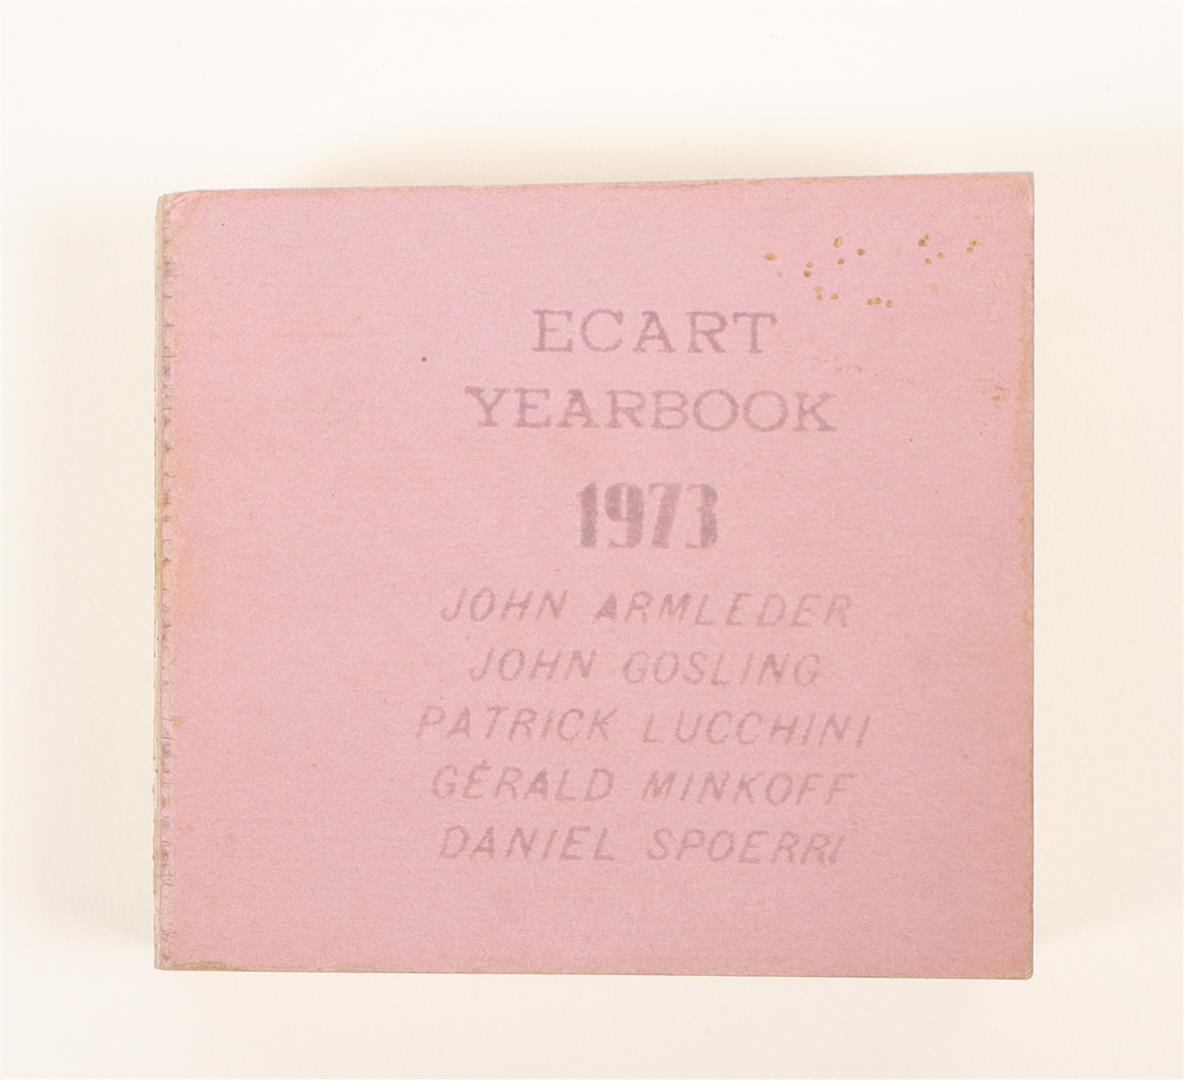 ECART
YEARBOOK
1973
JOHN ARMLEDER
JOHN GOSLING
PATRICK LUCCHINI
GÉRALD MINKOFF
DANIEL SPOERRI